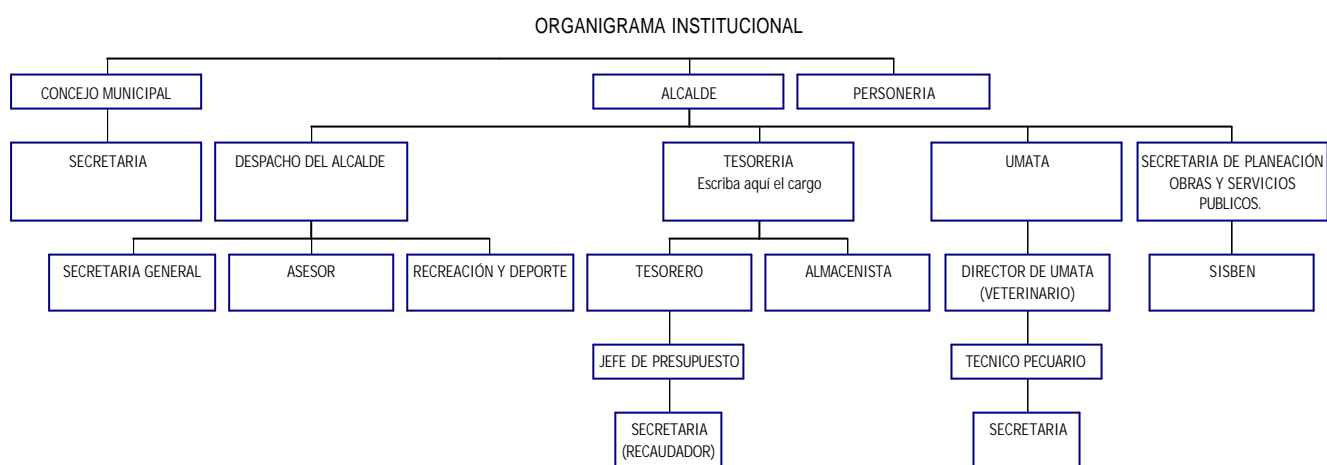 ORGANIGRAMA INSTITUCIONAL
CONCEJO MUNICIPAL
ALCALDE
PERSONERIA
SECRETARIA
DESPACHO DEL ALCALDE
TESORERIA
Escriba aquí el cargo
UMATA
SECRETARIA DE PLANEACIÓN
OBRAS Y SERVICIOS
PUBLICOS.
SECRETARIA GENERAL
ASESOR
RECREACIÓN Y DEPORTE
TESORERO
ALMACENISTA
DIRECTOR DE UMATA
(VETERINARIO)
SISBEN
JEFE DE PRESUPUESTO
TECNICO PECUARIO
SECRETARIA
(RECAUDADOR)
SECRETARIA